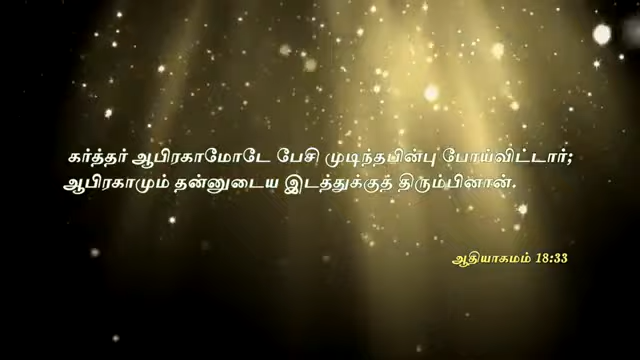 கர்த்தர் ஆபிரகாமோடே பேசி முடிந்தபின்பு போய்விட்டார்;
ஆபிரகாமும் தன்னுடைய இடத்துக்குத் திரும்பினான்.
ஆதியாகமம் 18:33